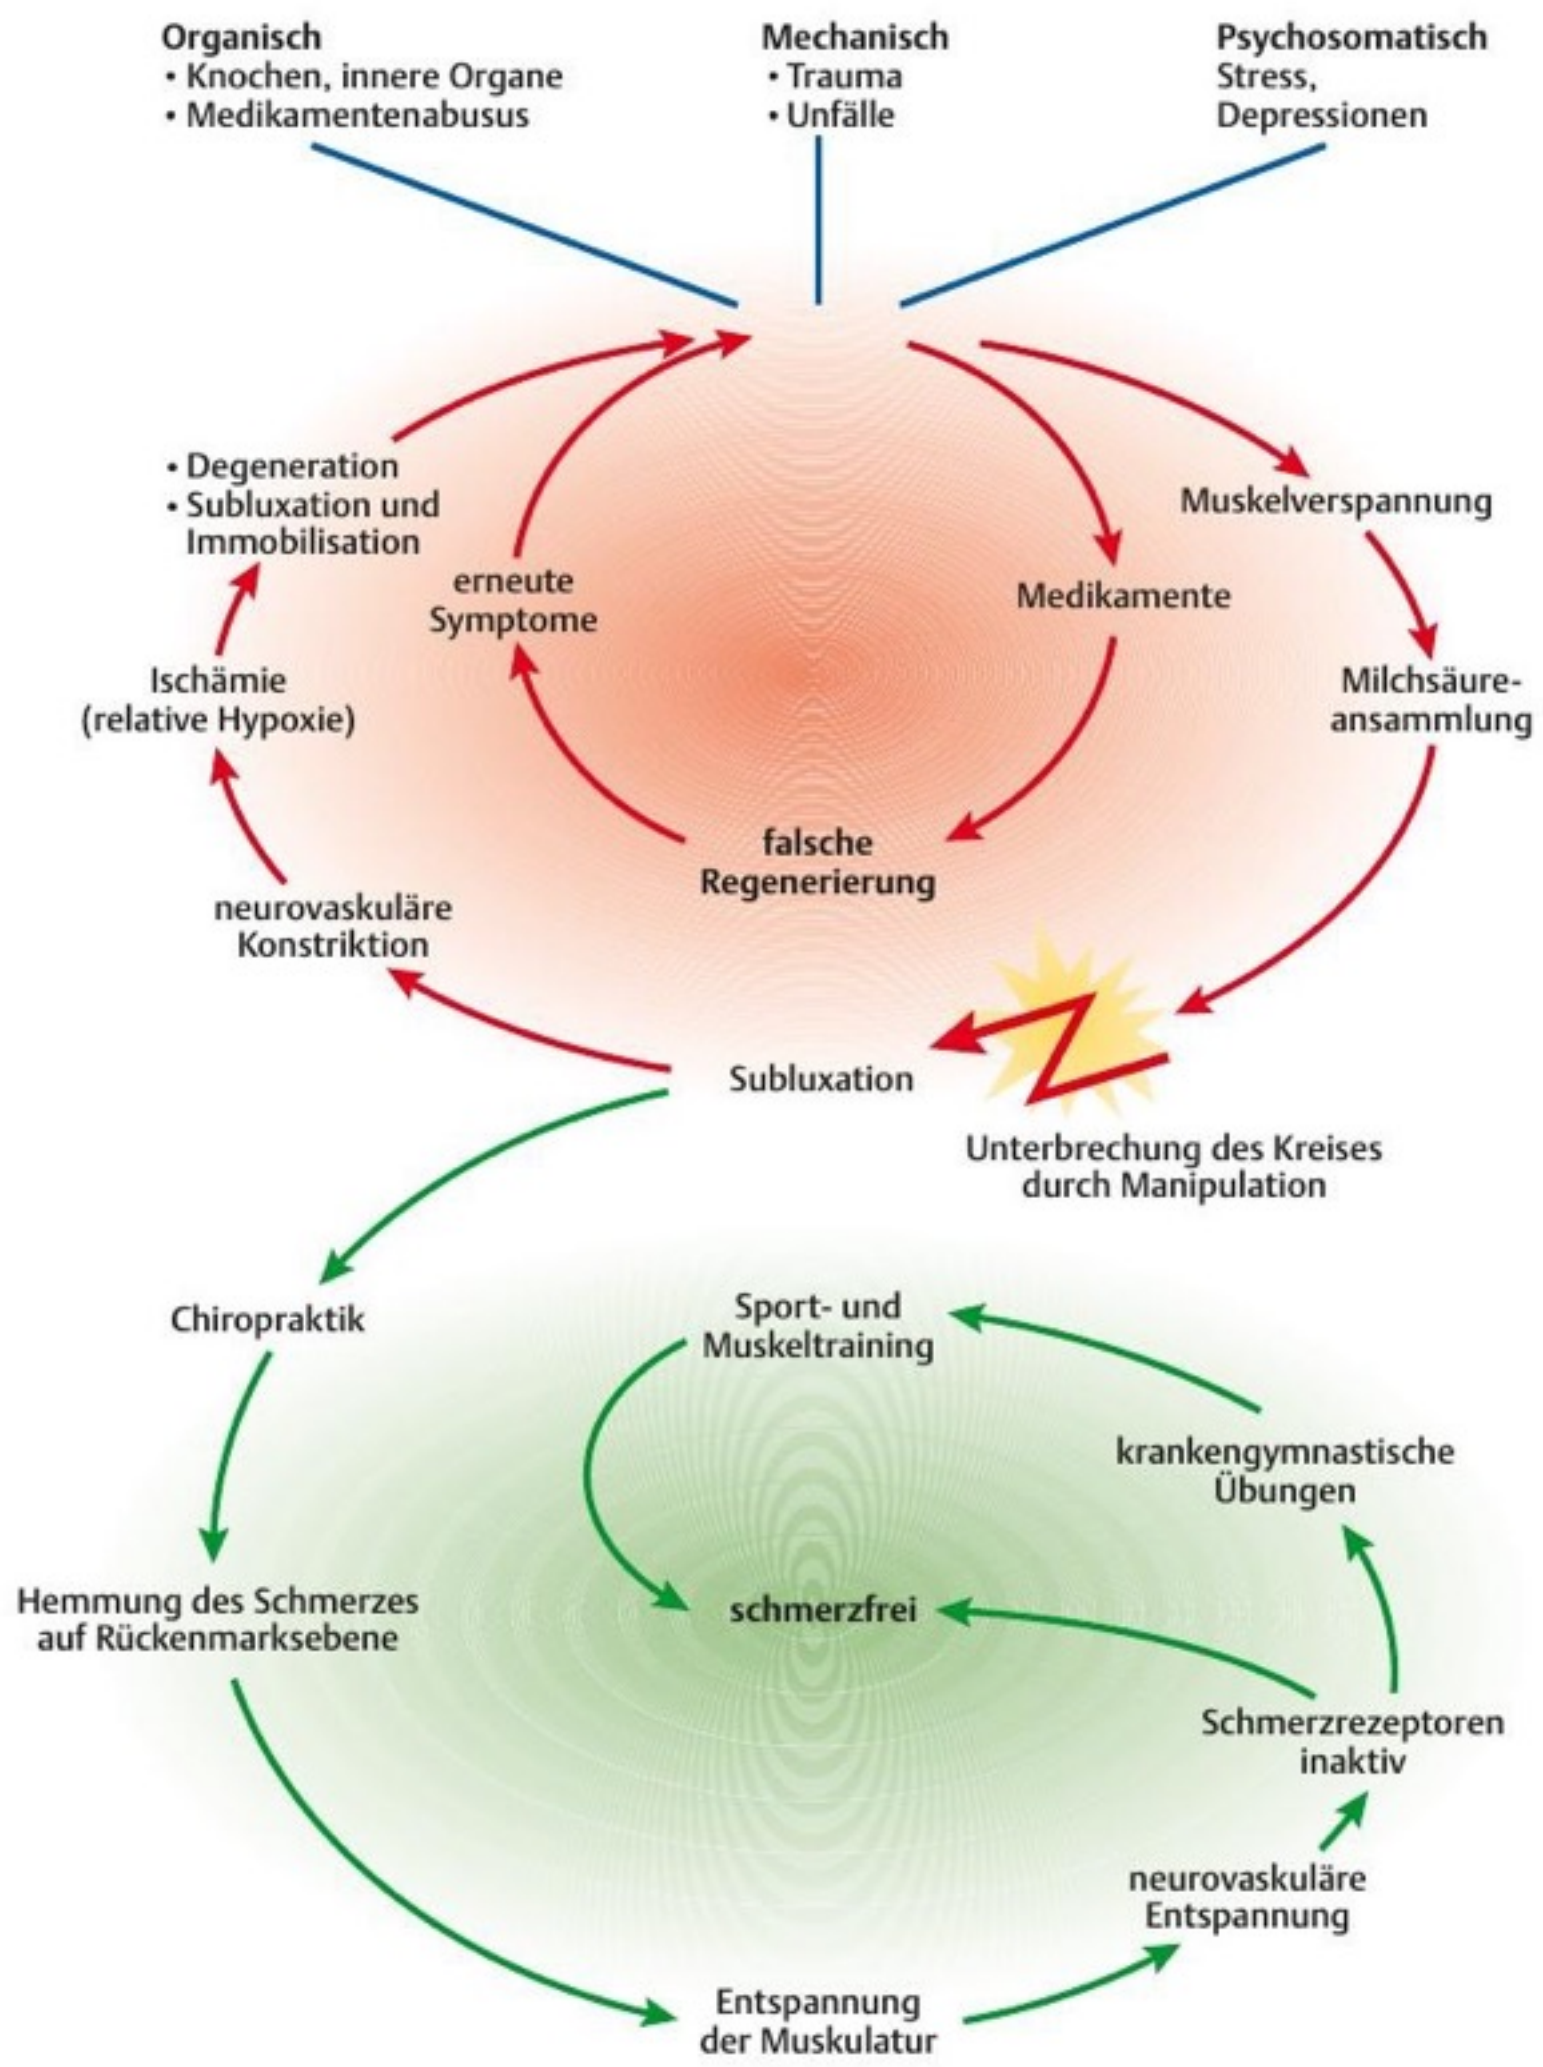 Organisch
• Knochen, innere Organe
• Medikamentenabusus
Mechanisch
• Trauma
• Unfälle
Psychosomatisch
Stress,
Depressionen
• Degeneration
• Subluxation und
Immobilisation
erneute
Symptome
Medikamente
Muskelverspannung
Ischämie
(relative Hypoxie)
Milchsäure-
ansammlung
falsche
Regenerierung
neurovaskuläre
Konstriktion
Subluxation
Unterbrechung des Kreises
durch Manipulation
Chiropraktik
Sport- und
Muskeltraining
krankengymnastische
Übungen
Hemmung des Schmerzes
auf Rückenmarksebene
schmerzfrei
Schmerzrezeptoren
inaktiv
neurovaskuläre
Entspannung
Entspannung
der Muskulatur